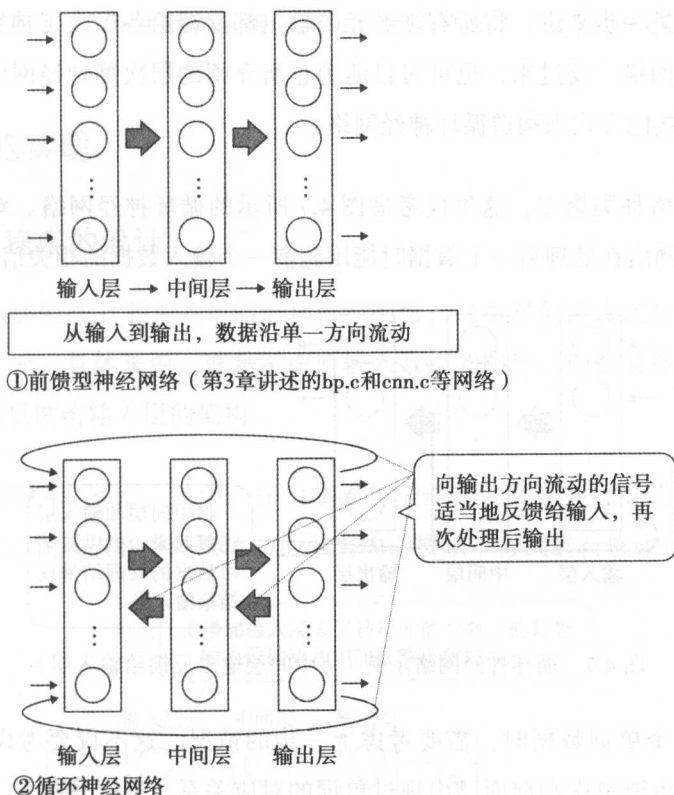 输入层 → 中间层 → 输出层
从输入到输出，数据沿单一方向流动
①前馈型神经网络（第3章讲述的bp.c和cnn.c等网络）
向输出方向流动的信号
适当地反馈给输入，再
次处理后输出
输入层 中间层 输出层
②循环神经网络